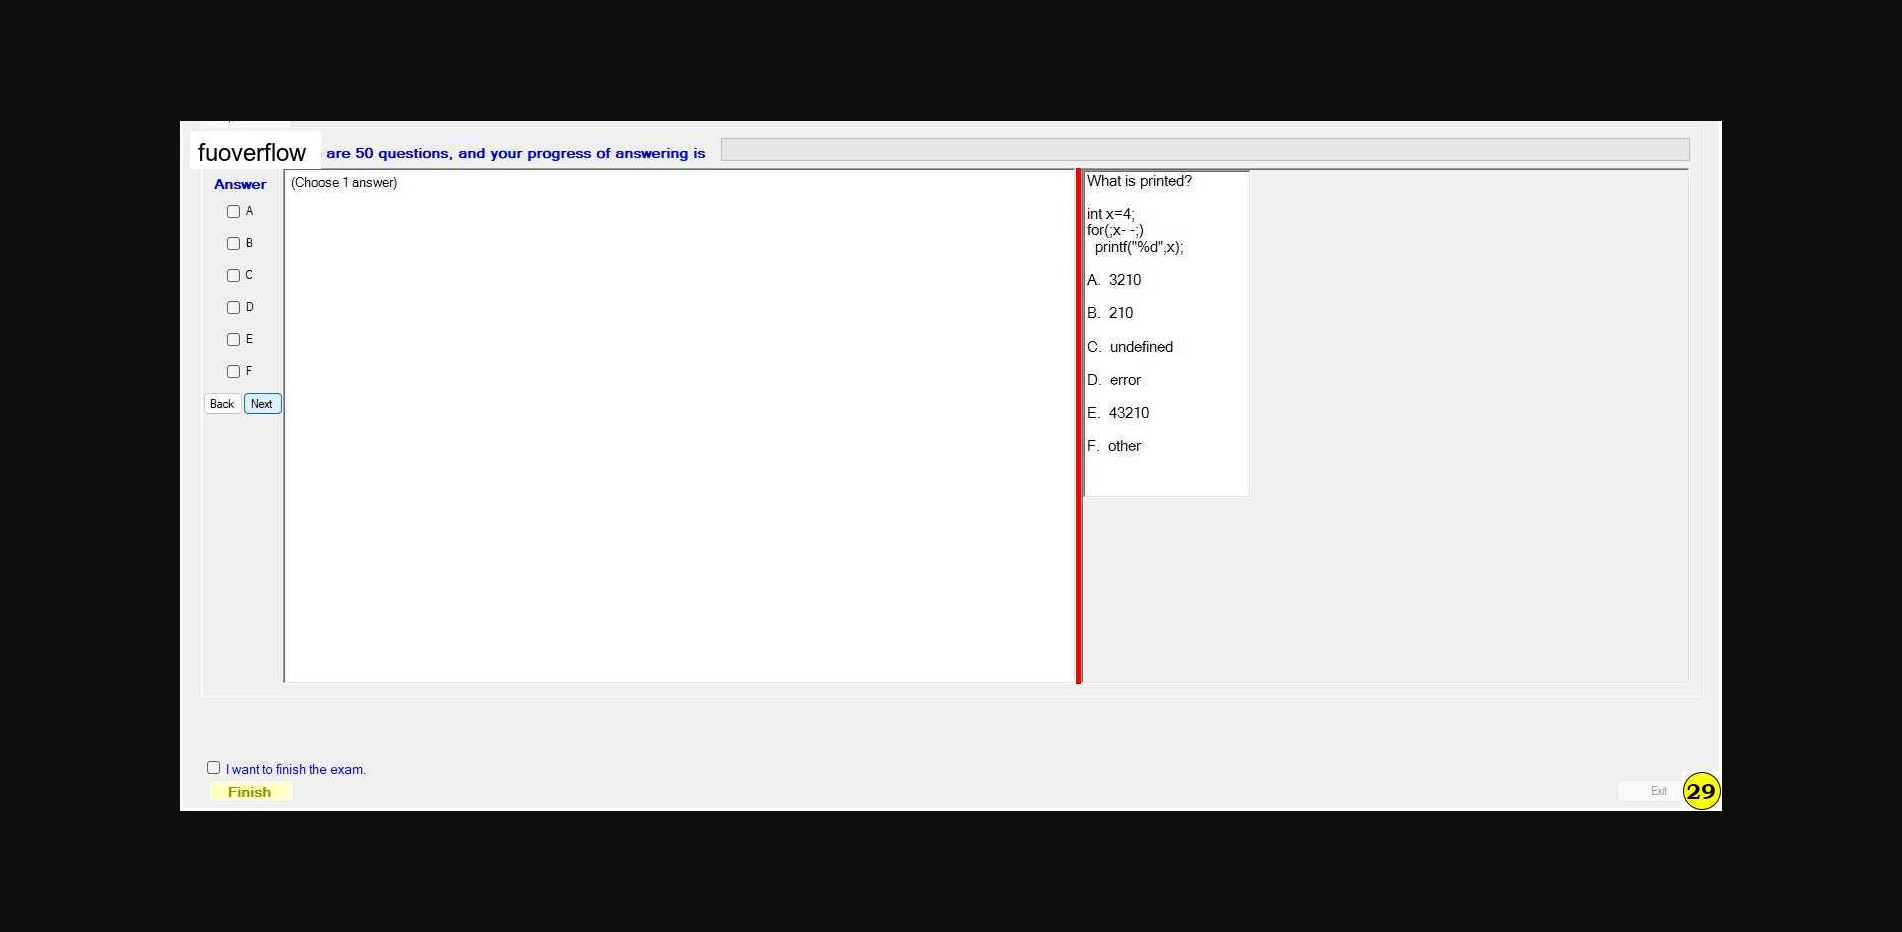 fuoverflow are 50 questions, and your progress of answering is
Answer
A
B
C
D
E
F
Back Next
(Choose 1 answer)
What is printed?
int x=4;
for(;x- -;)
printf("%d",x);
A. 3210
B. 210
C. undefined
D. error
E. 43210
F. other
I want to finish the exam.
Finish
Exit
29